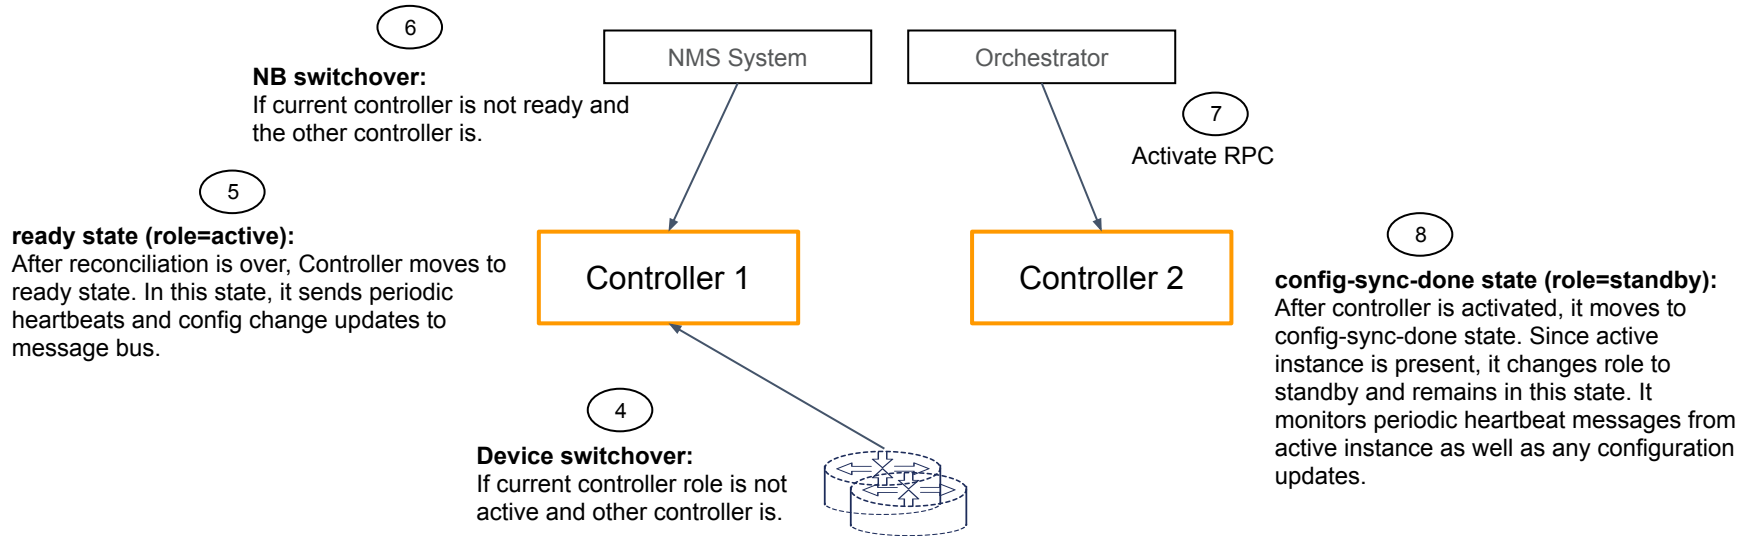 6
NB switchover:
If current controller is not ready and
the other controller is.
NMS System
Orchestrator
7
Activate RPC
5
ready state (role=active):
After reconciliation is over, Controller moves to
ready state. In this state, it sends periodic
heartbeats and config change updates to
message bus.
Controller 1
Controller 2
8
config-sync-done state (role=standby):
After controller is activated, it moves to
config-sync-done state. Since active
instance is present, it changes role to
standby and remains in this state. It
monitors periodic heartbeat messages from
active instance as well as any configuration
updates.
4
Device switchover:
If current controller role is not
active and other controller is.